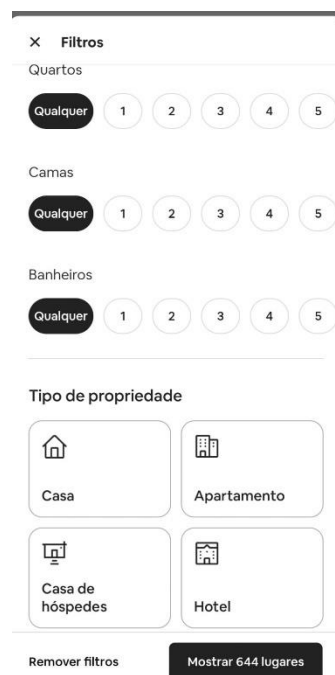 × Filtros
Quartos
Qualquer 1 2 3 4 5
Camas
Qualquer 1 2 3 4 5
Banheiros
Qualquer 1 2 3 4 5
Tipo de propriedade
Casa Apartamento
Casa de
hóspedes Hotel
Remover filtros Mostrar 644 lugares